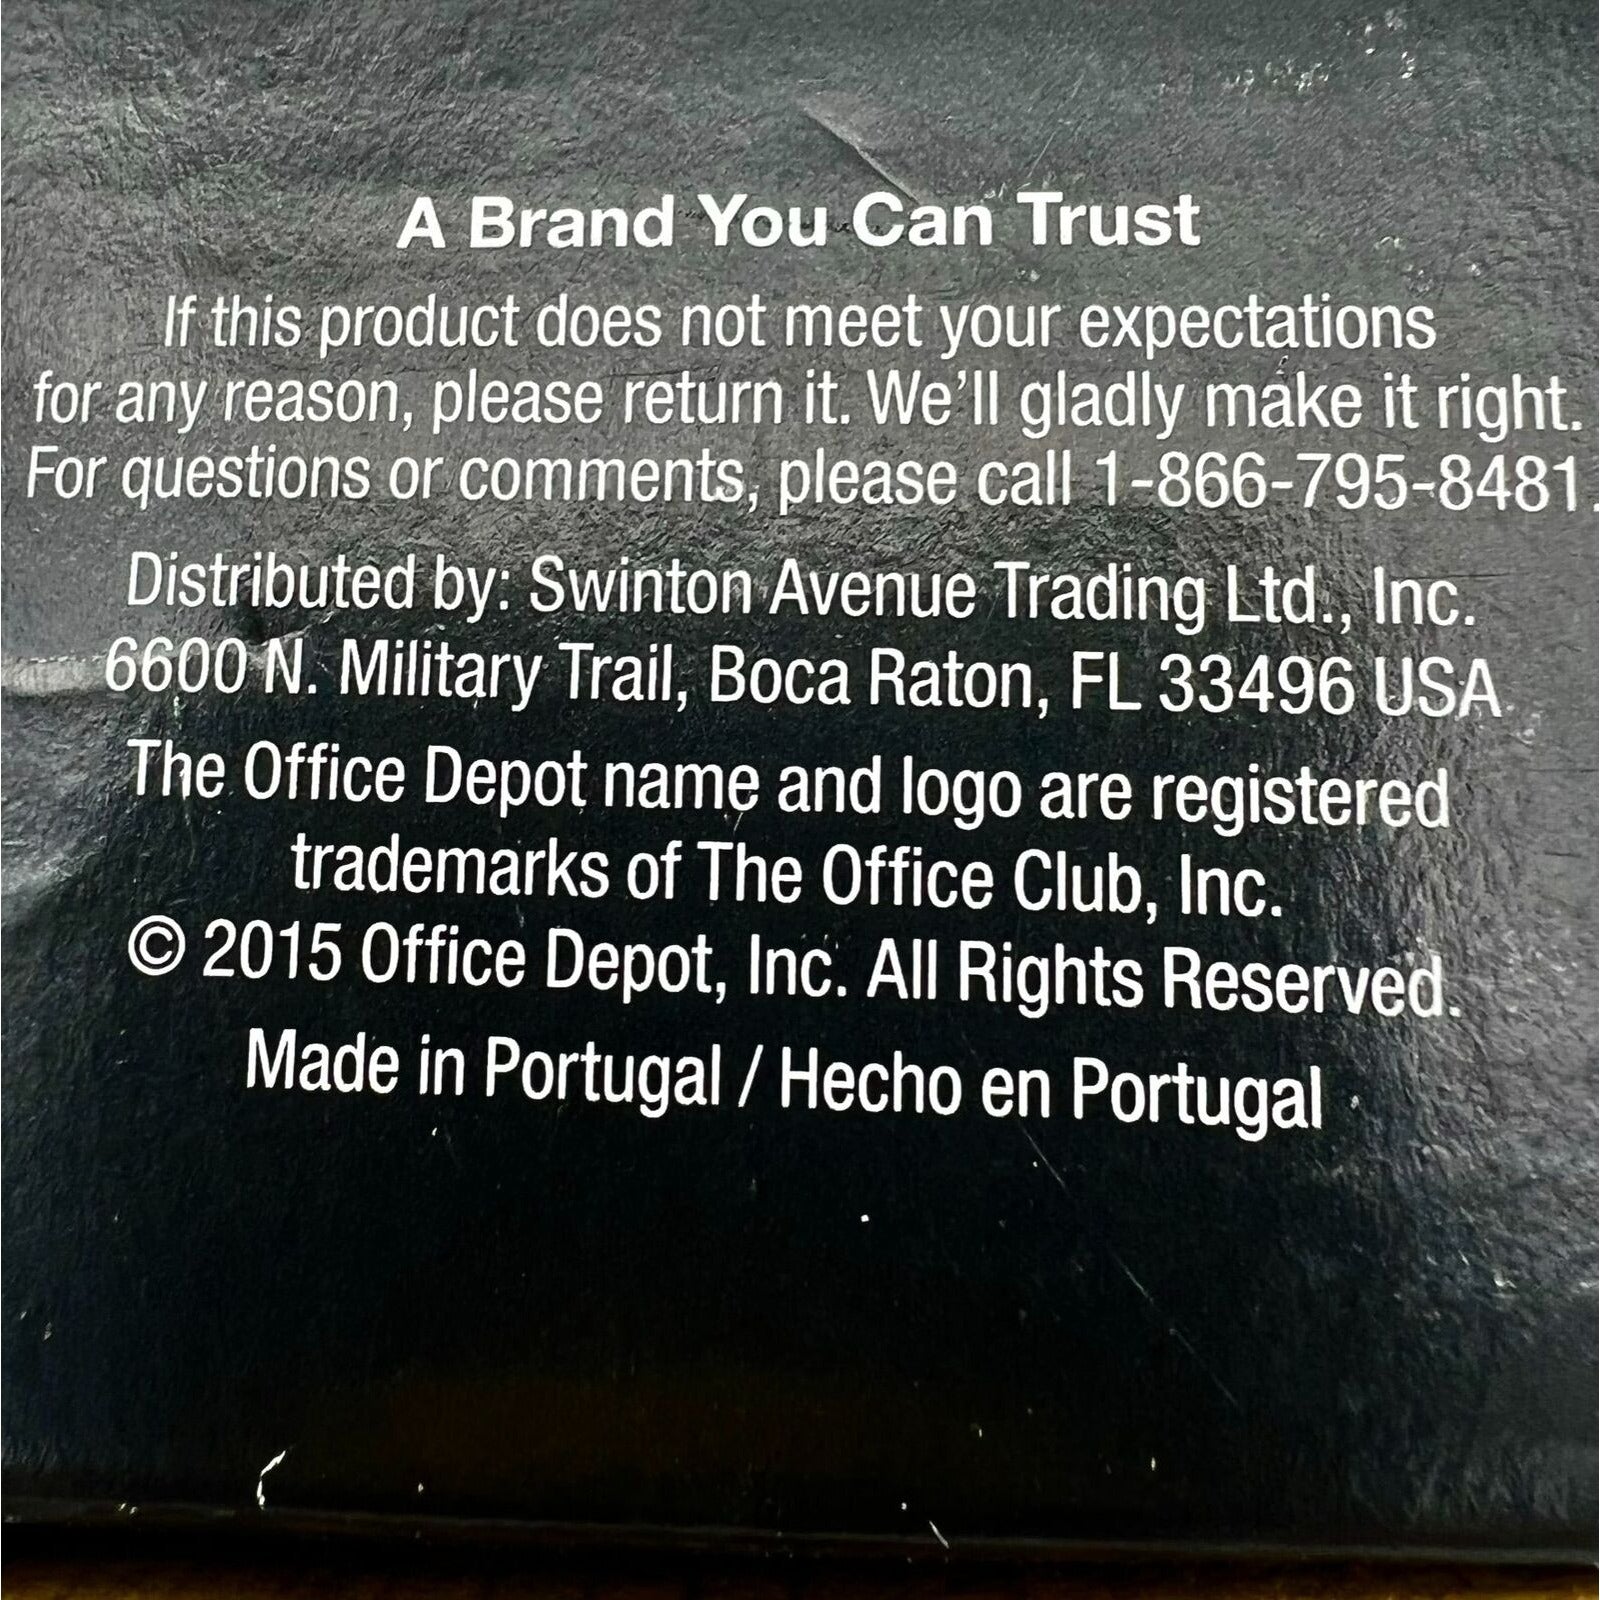 A Brand You Can Trust
If this product does not meet your expectations
for any reason, please return it. We'll gladly make it right.
For questions or comments, please call 1-866-795-8481.
Distributed by: Swinton Avenue Trading Ltd., Inc.
6600 N. Military Trail, Boca Raton, FL 33496 USA
The Office Depot name and logo are registered
trademarks of The Office Club, Inc.
© 2015 Office Depot, Inc. All Rights Reserved.
Made in Portugal / Hecho en Portugal